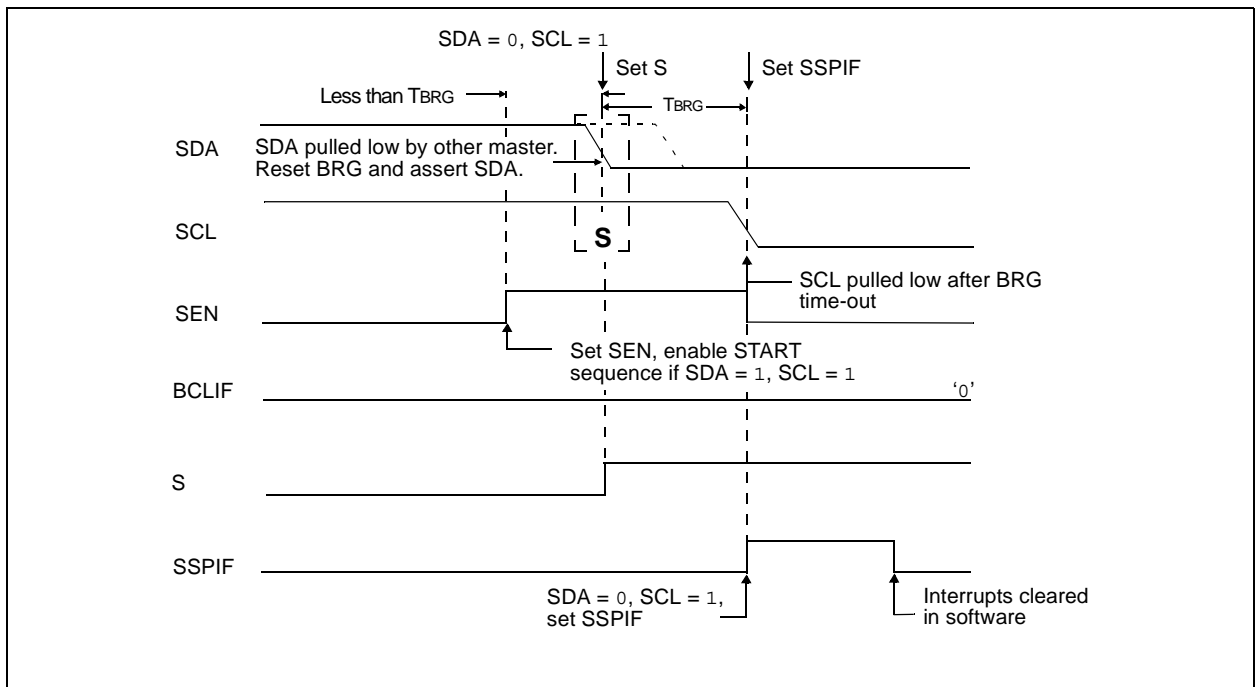 SDA = 0, SCL = 1
Set S
Set SSPIF
Less than TBRG
TBRG
SDA
SDA pulled low by other master.
Reset BRG and assert SDA.
SCL
S
SCL pulled low after BRG
time-out
SEN
Set SEN, enable START
sequence if SDA = 1, SCL = 1
BCLIF
‘0’
S
SSPIF
SDA = 0, SCL = 1,
set SSPIF
Interrupts cleared
in software